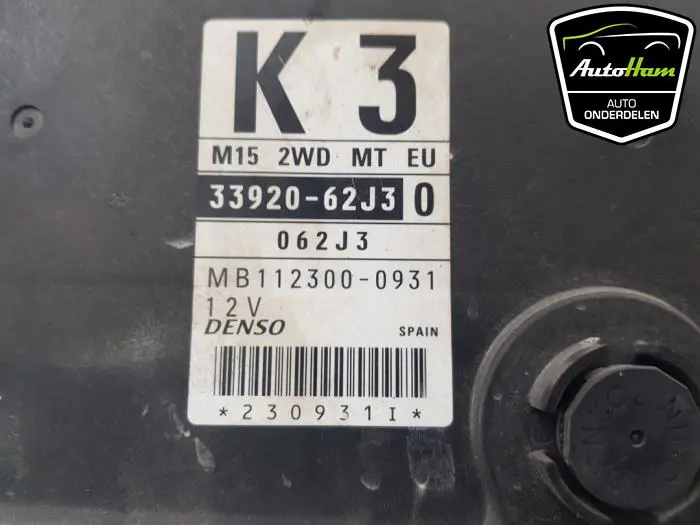 K 3
M15 2WD MT EU
33920-62J3 0
062J3
MB112300-0931
12V
DENSO SPAIN
*230931I*
AutoHam
AUTO
ONDERDELEN